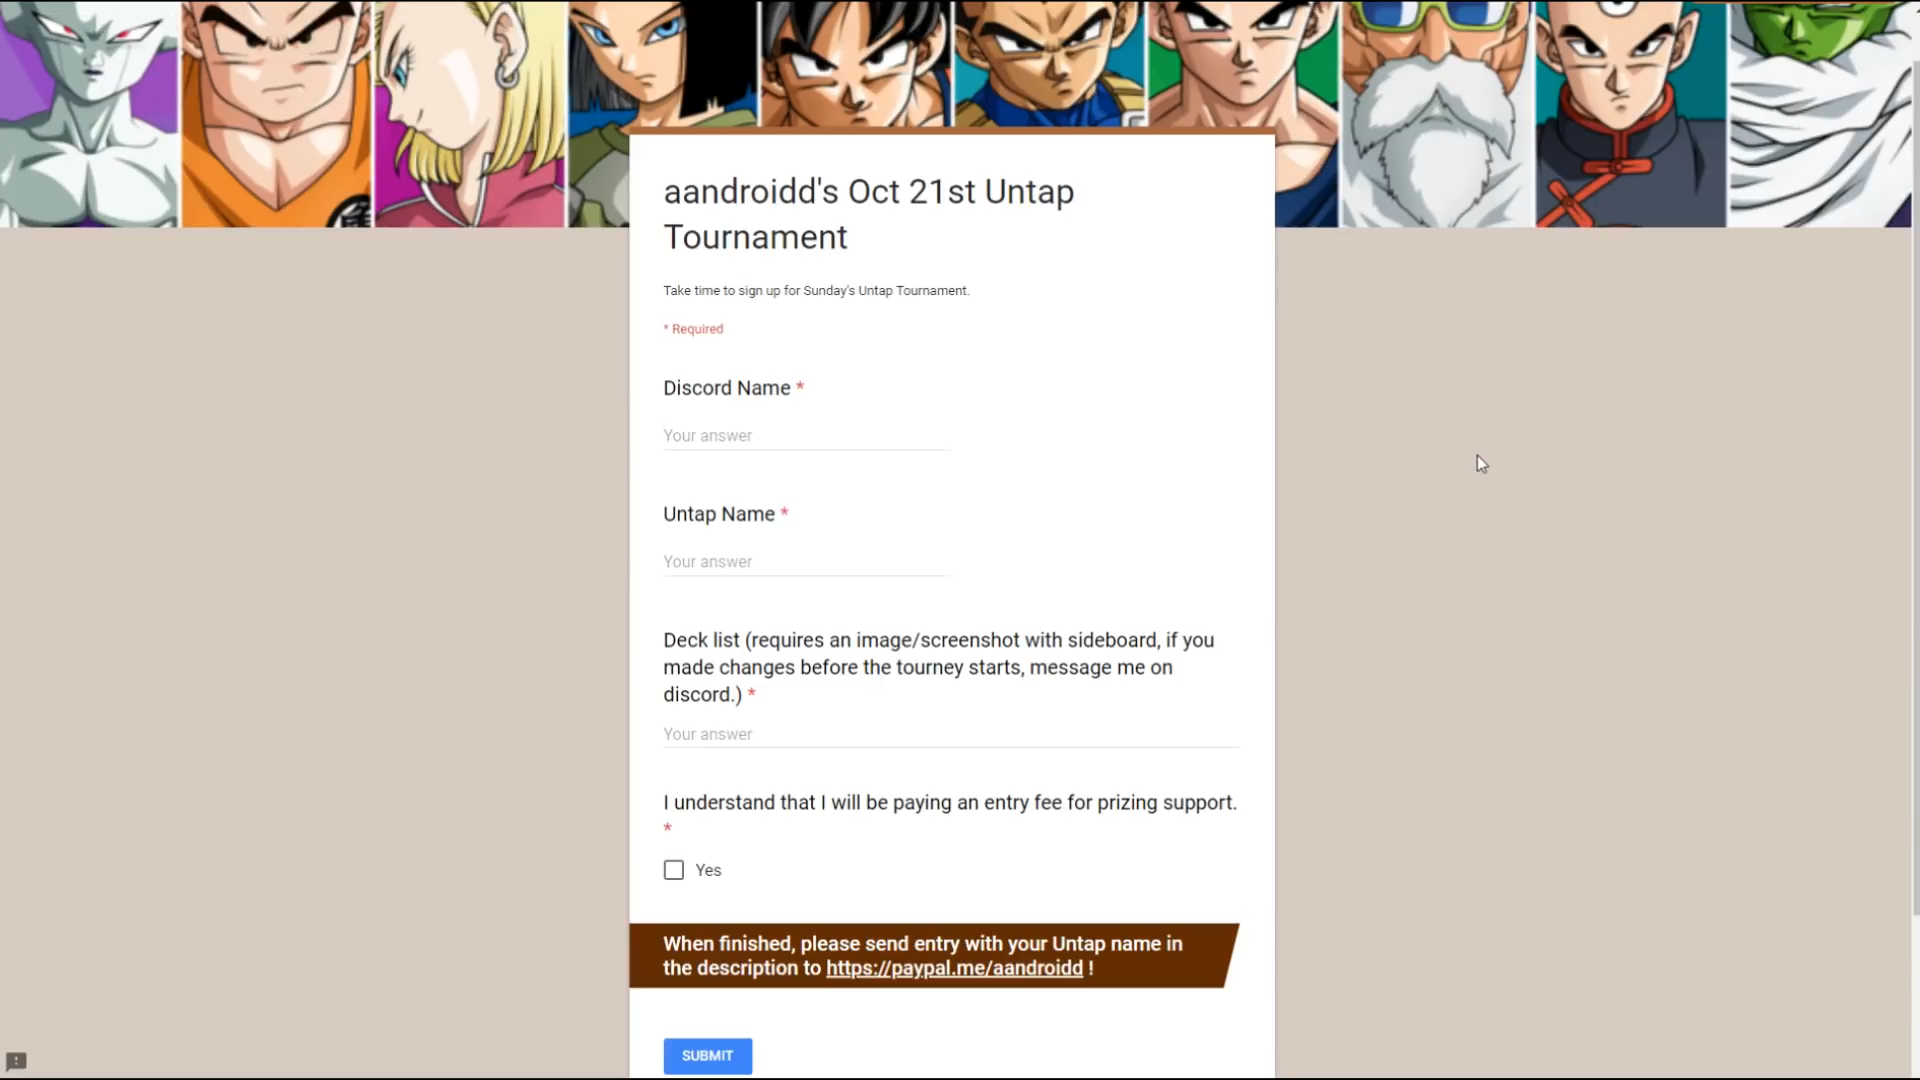 aandroidd's Oct 21st Untap
Tournament
Take time to sign up for Sunday's Untap Tournament.
* Required
Discord Name *
Your answer
Untap Name *
Your answer
Deck list (requires an image/screenshot with sideboard, if you
made changes before the tourney starts, message me on
discord.) *
Your answer
I understand that I will be paying an entry fee for prizing support.
*
Yes
When finished, please send entry with your Untap name in
the description to https://paypal.me/aandroidd !
SUBMIT